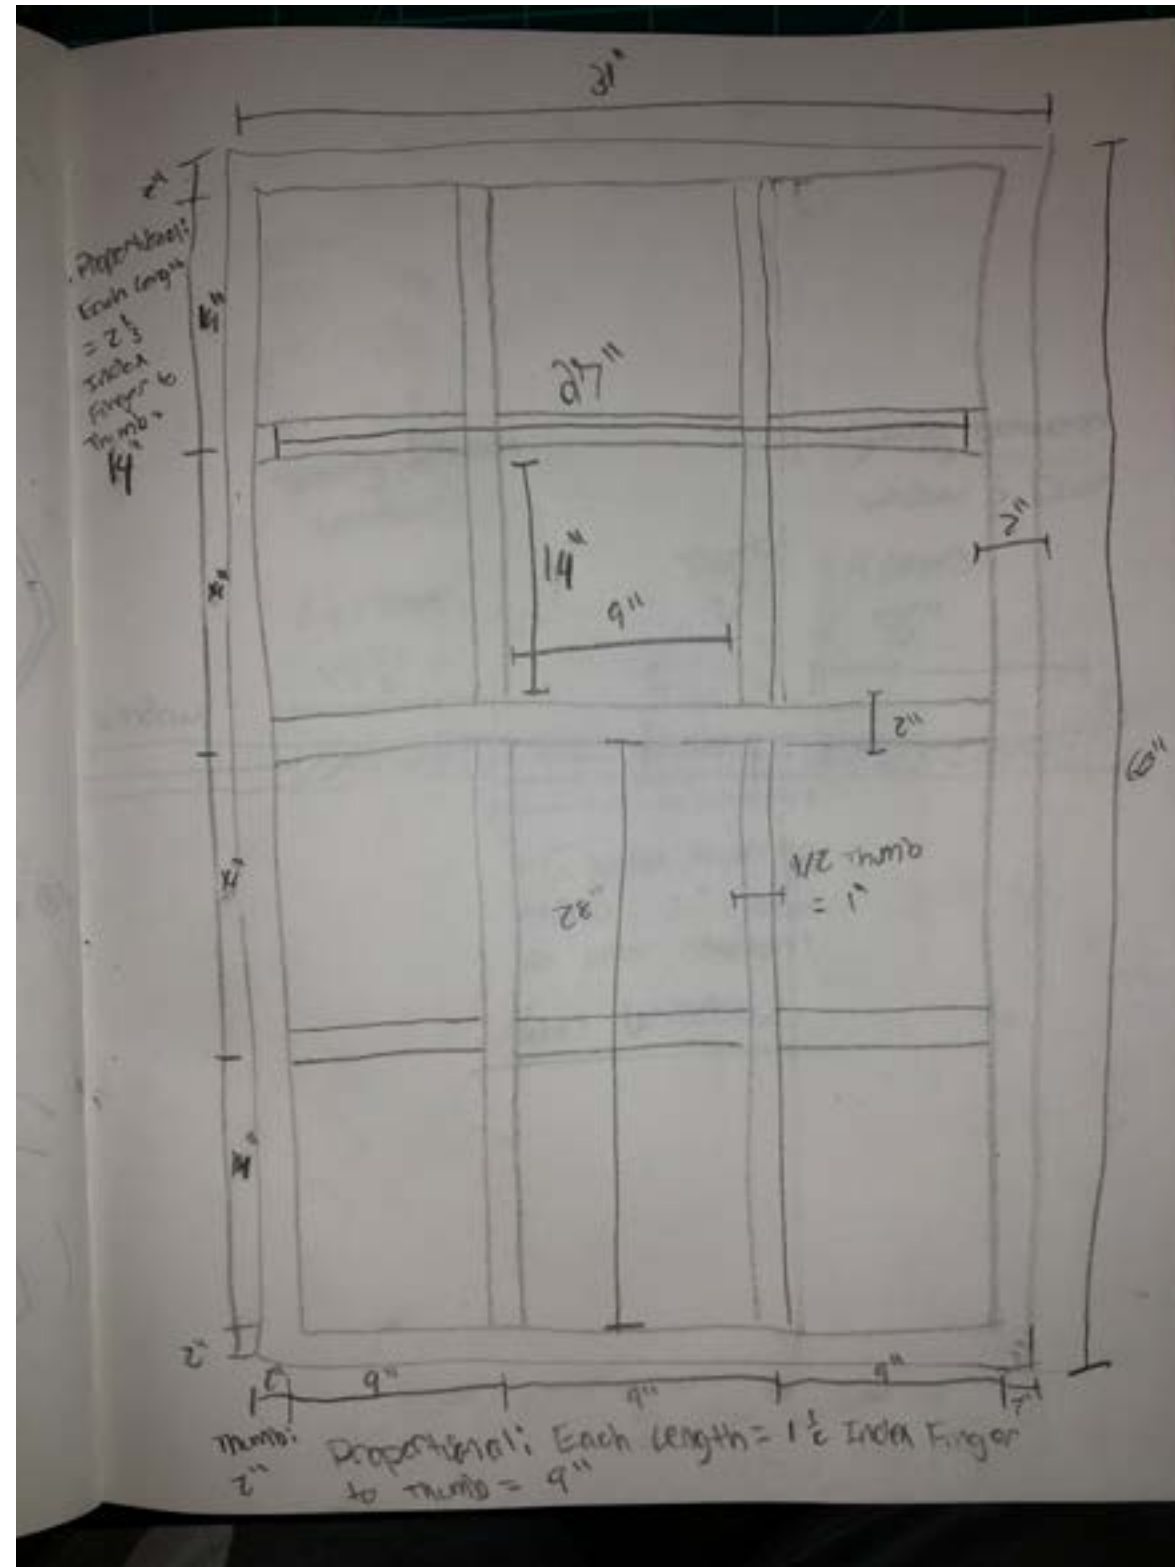 31"
2"
Proportional:
Each length
= 2 1/3
Index
Finger to
Thumb =
14"
14"
27"
14"
9"
2"
2"
14"
14"
60"
28"
1/2 Thumb
= 1"
14"
2"
2"
9"
9"
9"
2"
Thumb:
2"
Proportional: Each Length = 1 1/2 Index Finger
to Thumb = 9"